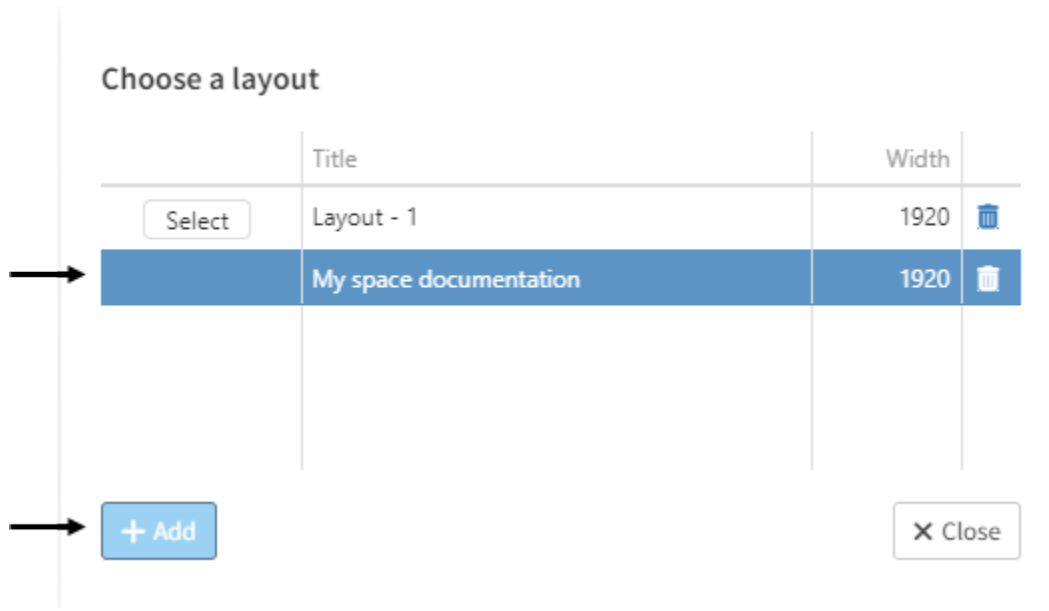 Choose a layout
Title Width
Select Layout - 1 1920
My space documentation 1920
+ Add × Close